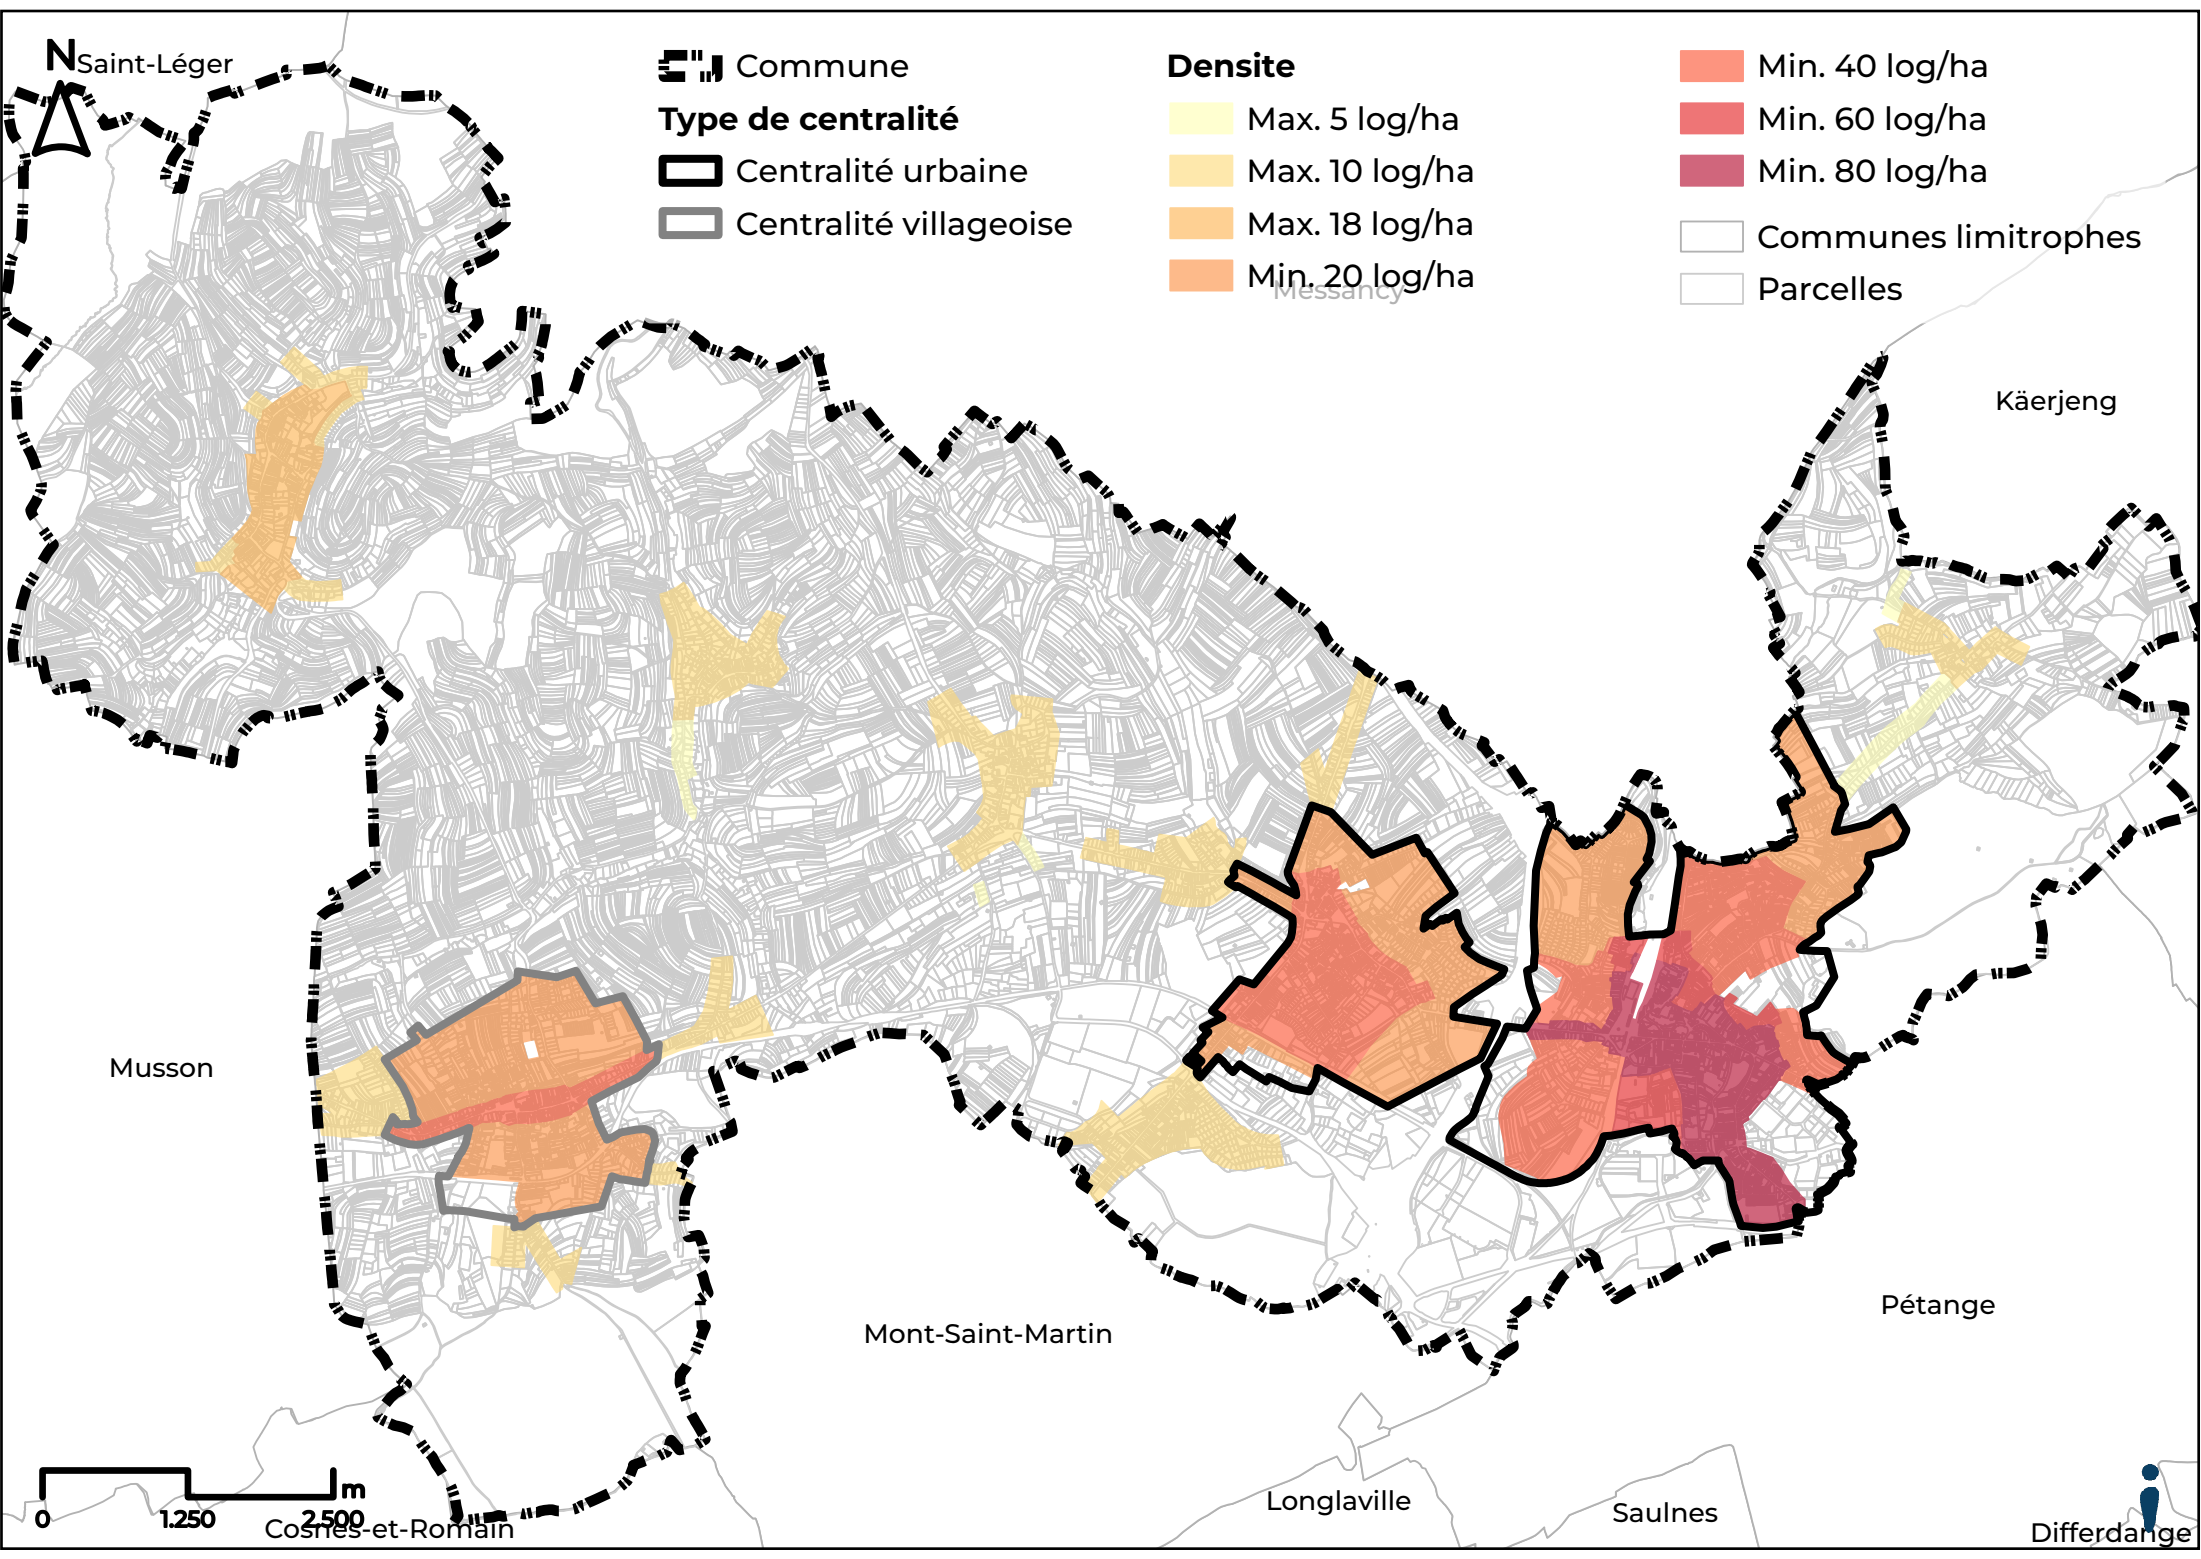 N
Saint-Léger
Commune
Type de centralité
Centralité urbaine
Centralité villageoise
Densite
Max. 5 log/ha
Max. 10 log/ha
Max. 18 log/ha
Min. 20 log/ha
Messancy
Min. 40 log/ha
Min. 60 log/ha
Min. 80 log/ha
Communes limitrophes
Parcelles
Käerjeng
Musson
Mont-Saint-Martin
Pétange
Longlaville
Saulnes
Differdange
Cosnes-et-Romain
0 1.250 2.500 m